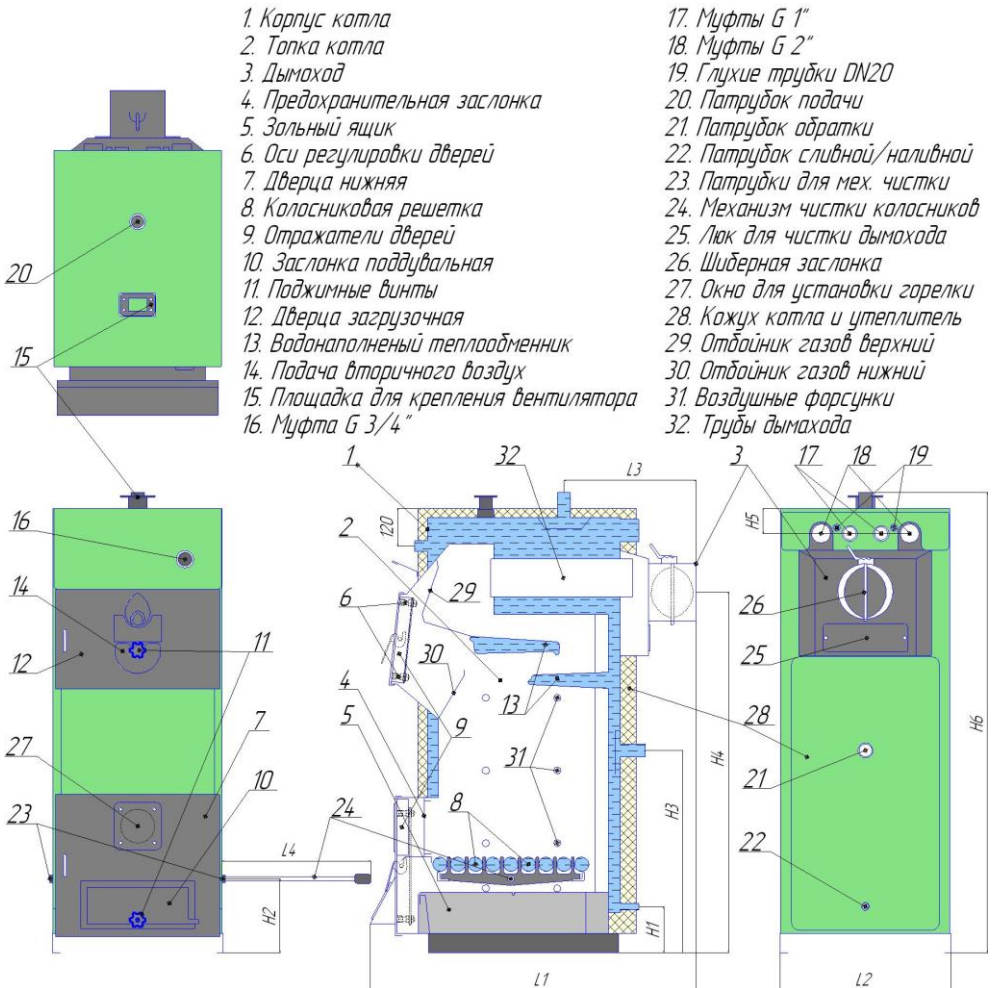 1. Корпус котла
2. Топка котла
3. Дымоход
4. Предохранительная заслонка
5. Зольный ящик
6. Оси регулировки дверей
7. Дверца нижняя
8. Колосниковая решетка
9. Отражатели дверей
10. Заслонка поддувальная
11. Поджимные винты
12. Дверца загрузочная
13. Водонаполненый теплообменник
14. Подача вторичного воздух
15. Площадка для крепления вентилятора
16. Муфта G 3/4"
17. Муфты G 1"
18. Муфты G 2"
19. Глухие трубки DN20
20. Патрубок подачи
21. Патрубок обратки
22. Патрубок сливной/наливной
23. Патрубки для мех. чистки
24. Механизм чистки колосников
25. Люк для чистки дымохода
26. Шиберная заслонка
27. Окно для установки горелки
28. Кожух котла и утеплитель
29. Отбойник газов верхний
30. Отбойник газов нижний
31. Воздушные форсунки
32. Трубы дымахода
20
15
1
32
L3
3
17
18
19
16
2
120
H5
14
6
29
26
12
11
30
25
4
13
7
5
9
28
H6
27
31
H4
21
10
H3
23
24
8
22
L4
H2
H1
L1
L2